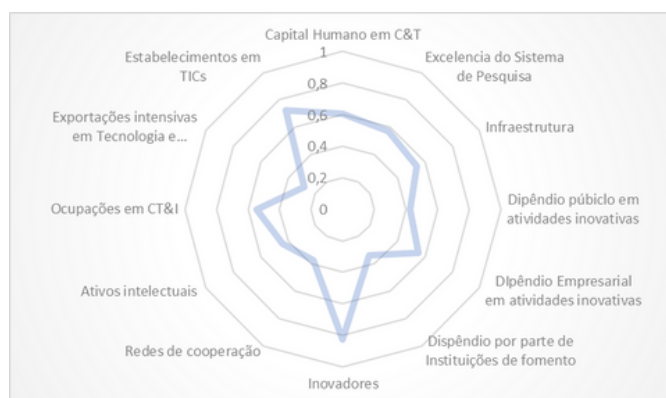 Capital Humano em C&T
Estabelecimentos em
TICs
1
Excelencia do Sistema
de Pesquisa
0,8
Exportações intensivas
em Tecnologia e...
0,6
Infraestrutura
0,4
0,2
Ocupações em CT&I
0
Dipêndio púbiclo em
atividades inovativas
Ativos intelectuais
DIpêndio Empresarial
em atividades inovativas
Redes de cooperação
Dispêndio por parte de
Instituições de fomento
Inovadores